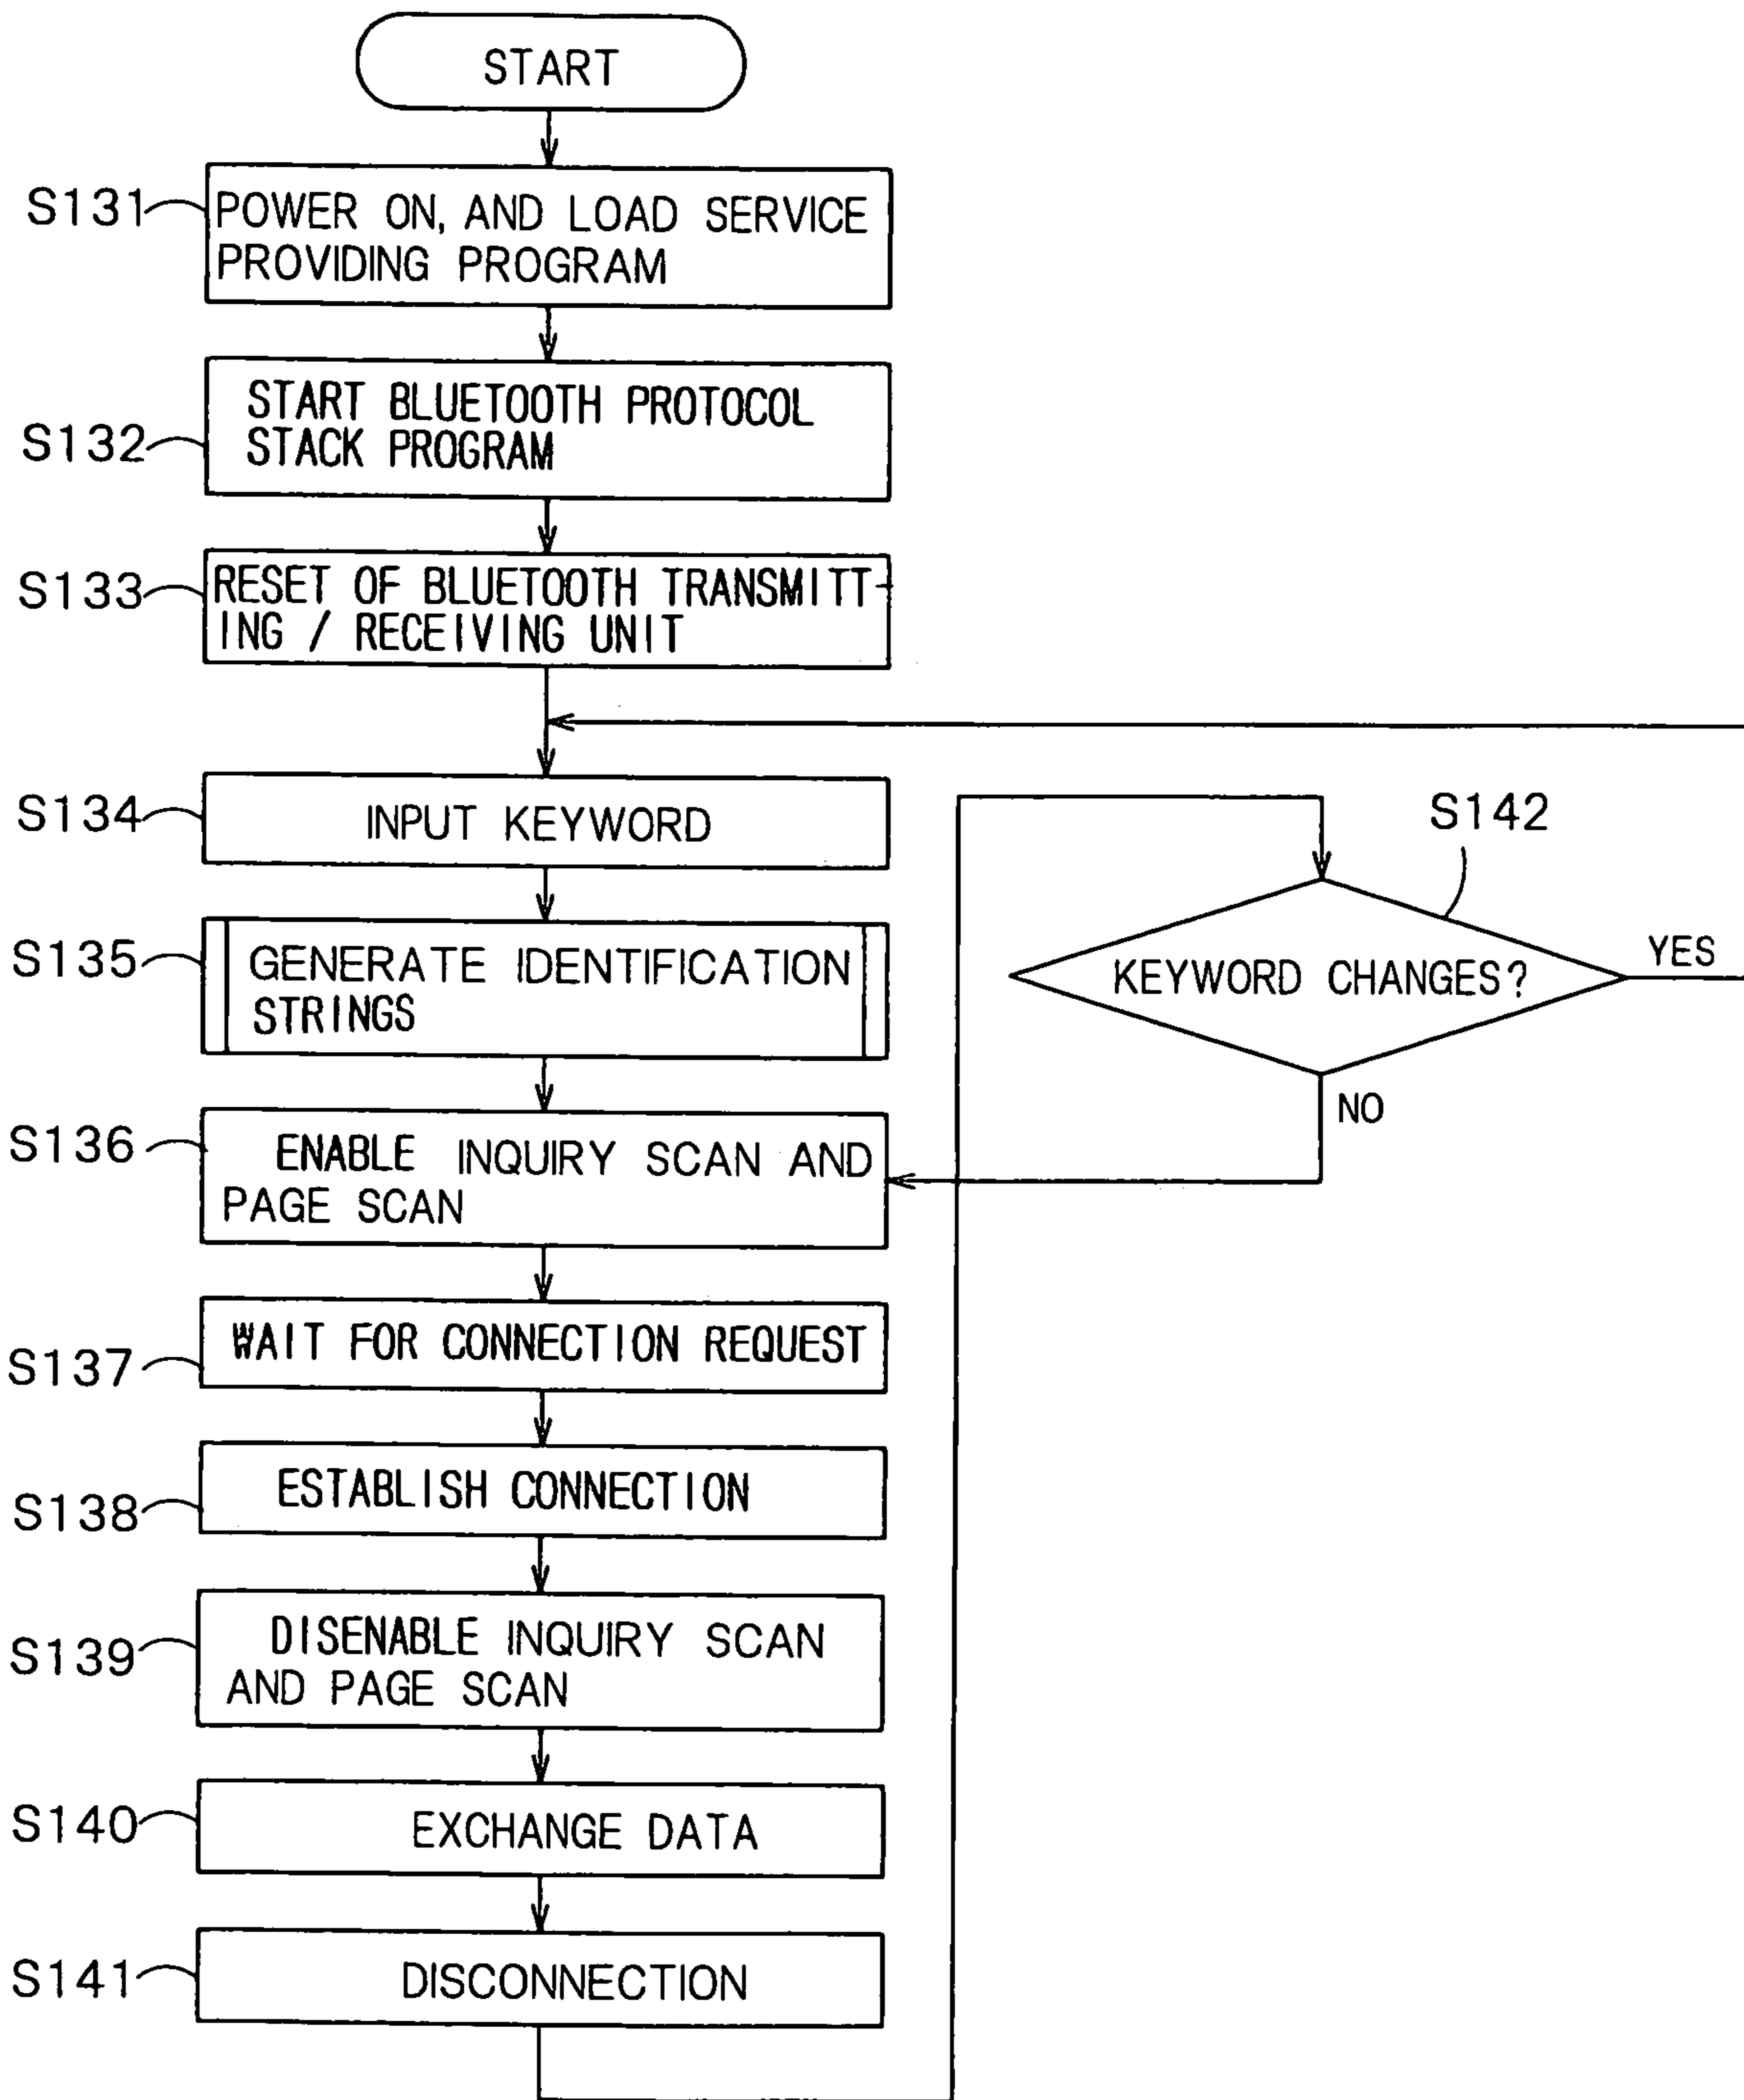 START
S131
POWER ON, AND LOAD SERVICE
PROVIDING PROGRAM
S132
START BLUETOOTH PROTOCOL
STACK PROGRAM
S133
RESET OF BLUETOOTH TRANSMITT-
ING / RECEIVING UNIT
S134
INPUT KEYWORD
S135
GENERATE IDENTIFICATION
STRINGS
S136
ENABLE INQUIRY SCAN AND
PAGE SCAN
S137
WAIT FOR CONNECTION REQUEST
S138
ESTABLISH CONNECTION
S139
DISENABLE INQUIRY SCAN
AND PAGE SCAN
S140
EXCHANGE DATA
S141
DISCONNECTION
S142
KEYWORD CHANGES?
YES
NO